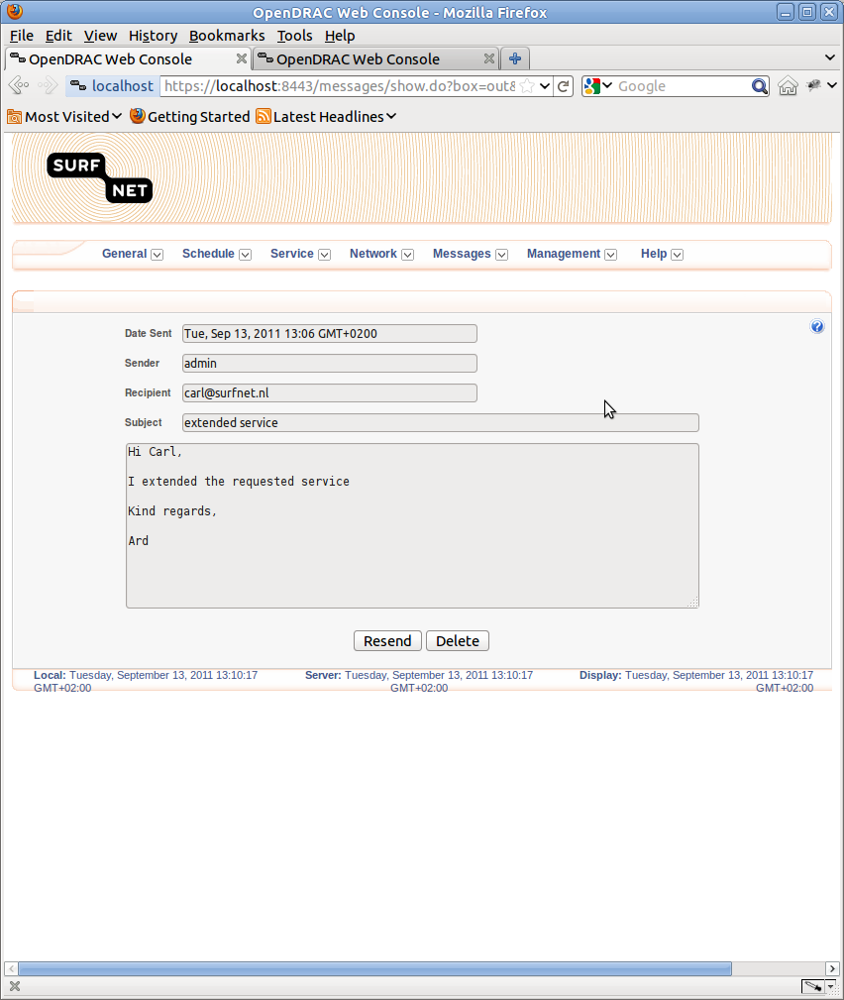 OpenDRAC Web Console - Mozilla Firefox
File Edit View History Bookmarks Tools Help
OpenDRAC Web Console OpenDRAC Web Console
localhost https://localhost:8443/messages/show.do?box=out& Google
Most Visited Getting Started Latest Headlines
SURF
NET
General Schedule Service Network Messages Management Help
Date Sent Tue, Sep 13, 2011 13:06 GMT+0200
Sender admin
Recipient carl@surfnet.nl
Subject extended service
Hi Carl,
I extended the requested service
Kind regards,
Ard
Resend Delete
Local: Tuesday, September 13, 2011 13:10:17 Server: Tuesday, September 13, 2011 13:10:17 Display: Tuesday, September 13, 2011 13:10:17
GMT+02:00 GMT+02:00 GMT+02:00